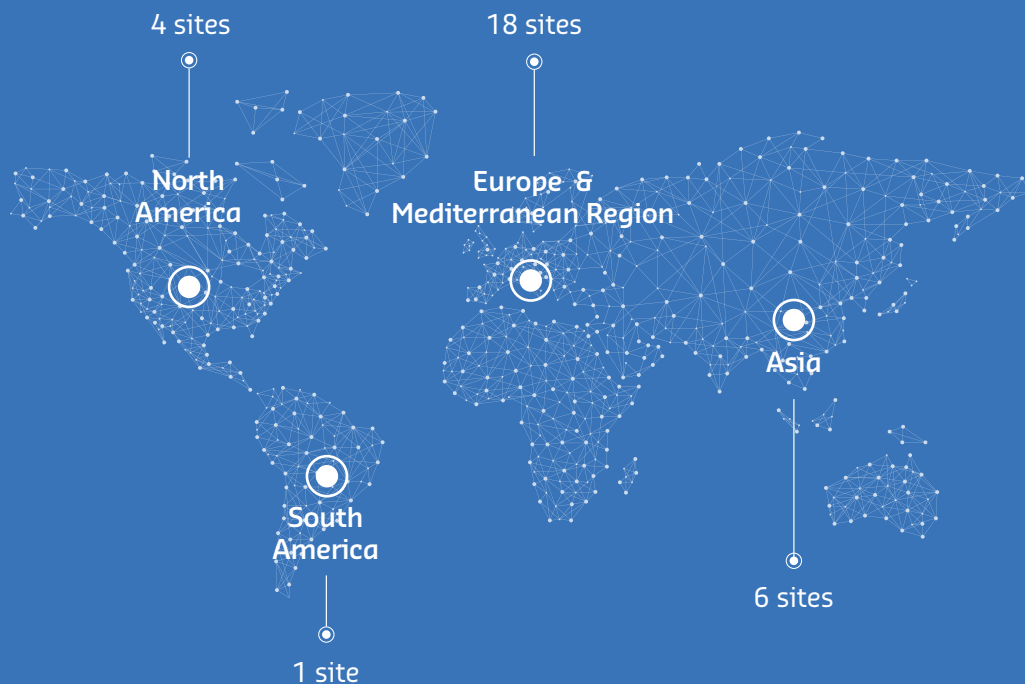 4 sites
18 sites
North
America
Europe &
Mediterranean Region
Asia
South
America
6 sites
1 site